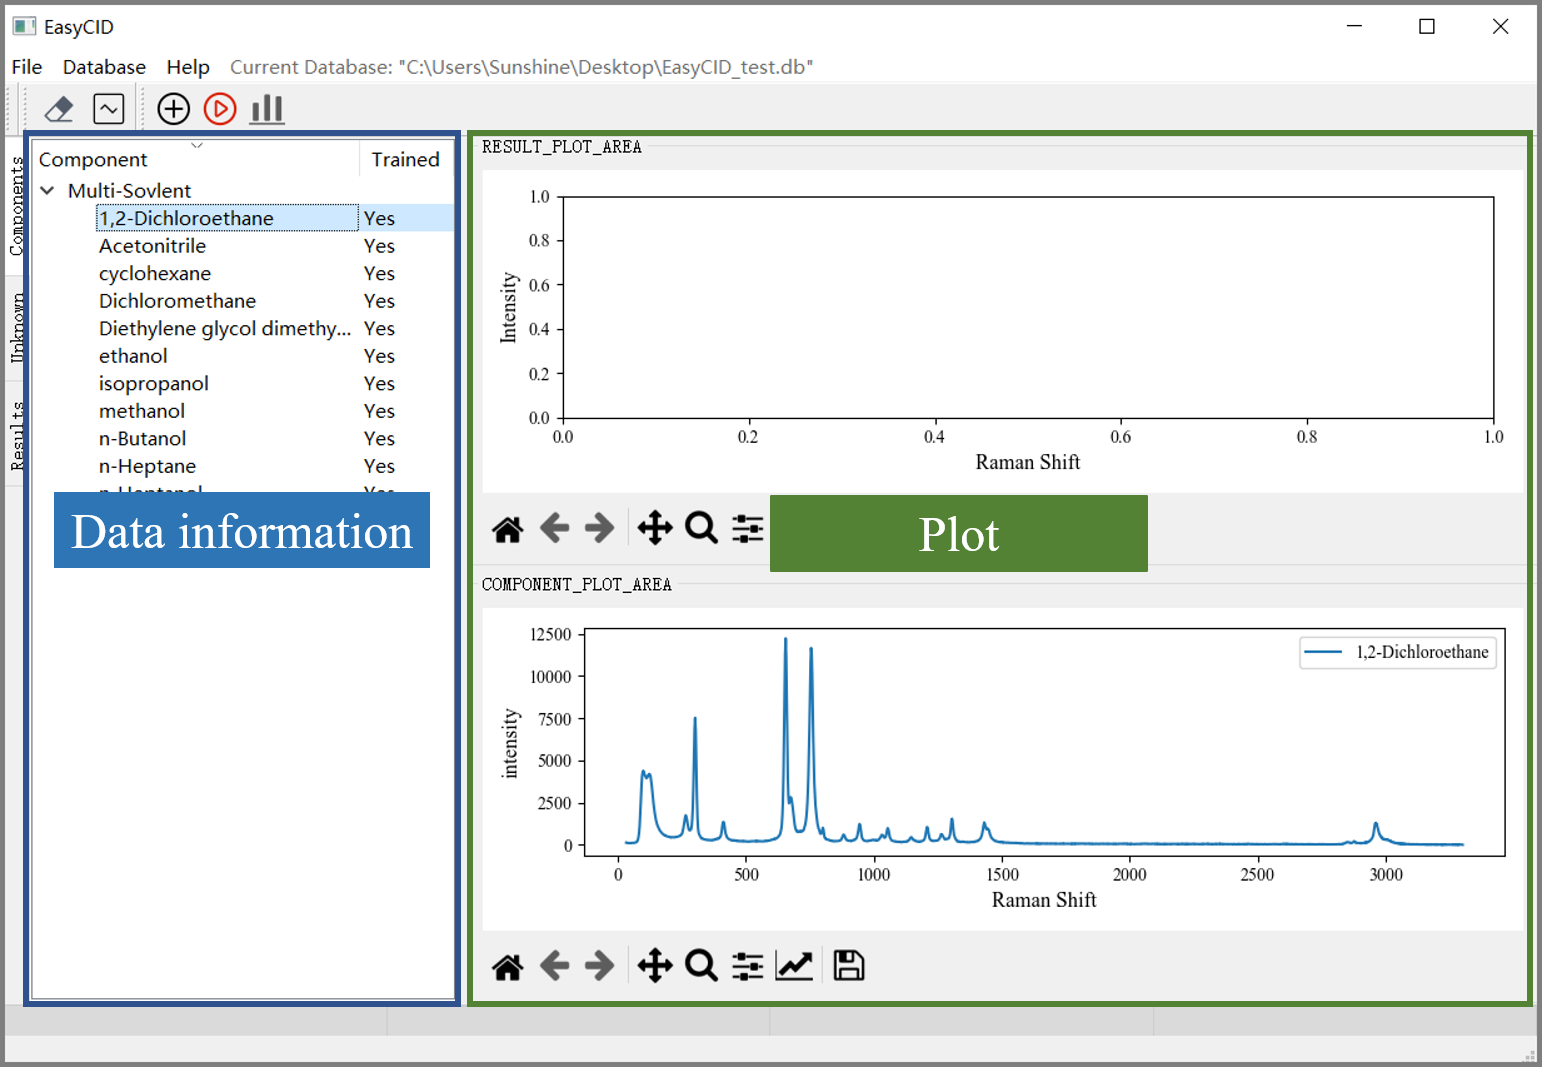 EasyCID
File Database Help Current Database: "C:\Users\Sunshine\Desktop\EasyCID_test.db"
Components
Unknown
Results
Component Trained
Multi-Sovlent
1,2-Dichloroethane Yes
Acetonitrile Yes
cyclohexane Yes
Dichloromethane Yes
Diethylene glycol dimethy... Yes
ethanol Yes
isopropanol Yes
methanol Yes
n-Butanol Yes
n-Heptane Yes
n-Heptanol Yes
Data information
RESULT_PLOT_AREA
1.0
0.8
0.6
0.4
0.2
0.0
Intensity
0.0 0.2 0.4 0.6 0.8 1.0
Raman Shift
Plot
COMPONENT_PLOT_AREA
12500
10000
7500
5000
2500
0
intensity
1,2-Dichloroethane
0 500 1000 1500 2000 2500 3000
Raman Shift